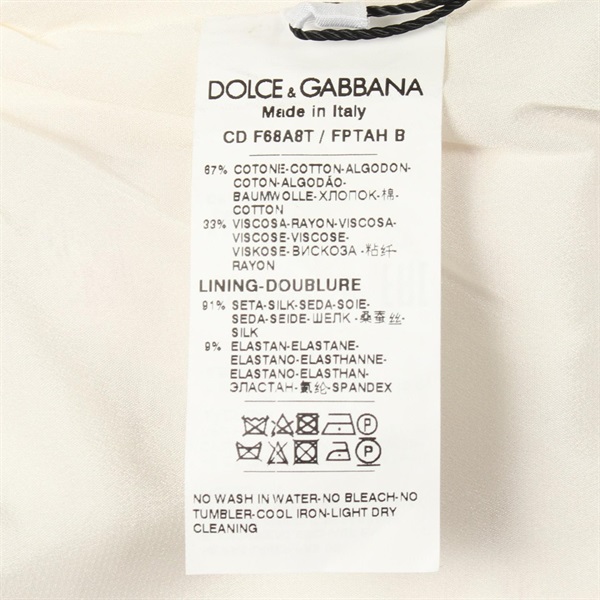 DOLCE & GABBANA
Made in Italy
CD F68A8T / FPTAH B
67% COTONE-COTTON-ALGODON-
COTON-ALGODÃO-
BAUMWOLLE-ХЛОПОК-棉-
COTTON
33% VISCOSA-RAYON-VISCOSA-
VISCOSE-VISCOSE-
VISKOSE-ВИСКОЗА-粘纤-
RAYON
LINING-DOUBLURE
91% SETA-SILK-SEDA-SOIE-
SEDA-SEIDE-ШЕЛК-桑蚕丝-
SILK
9% ELASTAN-ELASTANE-
ELASTANO-ELASTHANNE-
ELASTANO-ELASTHAN-
ЭЛАСТАН-氨纶-SPANDEX
P
P
NO WASH IN WATER-NO BLEACH-NO
TUMBLER-COOL IRON-LIGHT DRY
CLEANING